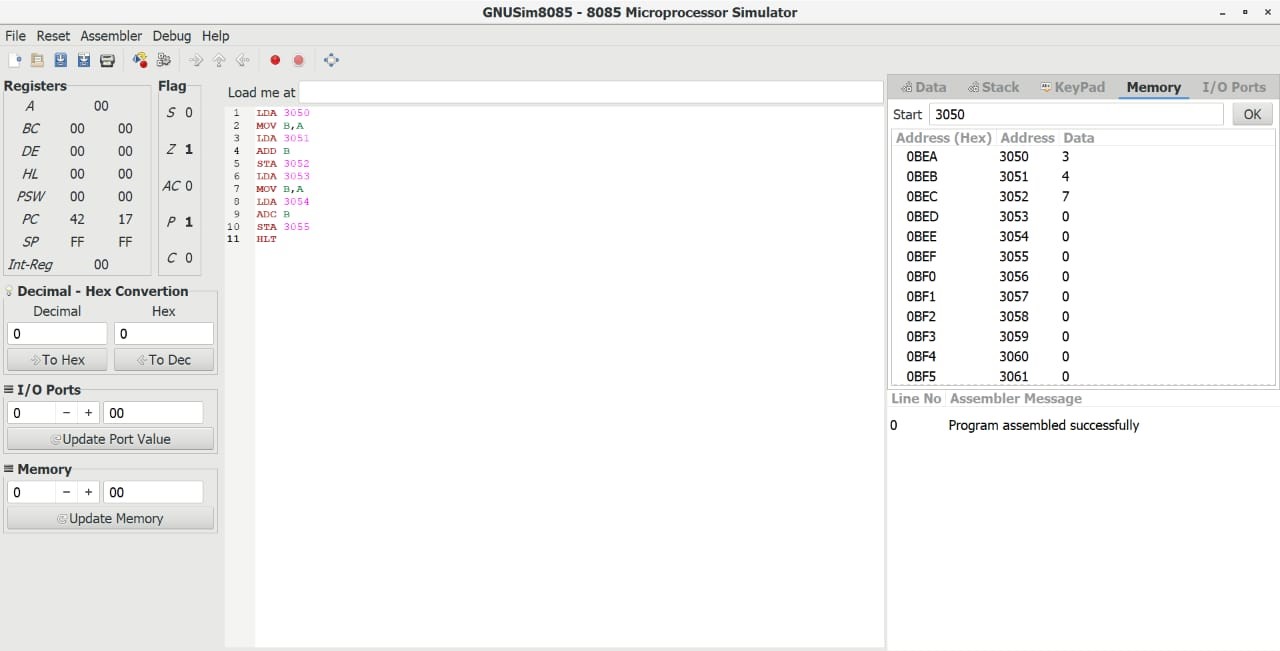 GNUSim8085 - 8085 Microprocessor Simulator
File Reset Assembler Debug Help
Registers
A 00
BC 00 00
DE 00 00
HL 00 00
PSW 00 00
PC 42 17
SP FF FF
Int-Reg 00
Flag
S 0
Z 1
AC 0
P 1
C 0
Decimal - Hex Convertion
Decimal Hex
0 0
To Hex To Dec
I/O Ports
0 − + 00
Update Port Value
Memory
0 − + 00
Update Memory
Load me at
1 LDA 3050
2 MOV B,A
3 LDA 3051
4 ADD B
5 STA 3052
6 LDA 3053
7 MOV B,A
8 LDA 3054
9 ADC B
10 STA 3055
11 HLT
Data Stack KeyPad Memory I/O Ports
Start 3050 OK
Address (Hex) Address Data
0BEA 3050 3
0BEB 3051 4
0BEC 3052 7
0BED 3053 0
0BEE 3054 0
0BEF 3055 0
0BF0 3056 0
0BF1 3057 0
0BF2 3058 0
0BF3 3059 0
0BF4 3060 0
0BF5 3061 0
Line No Assembler Message
0 Program assembled successfully